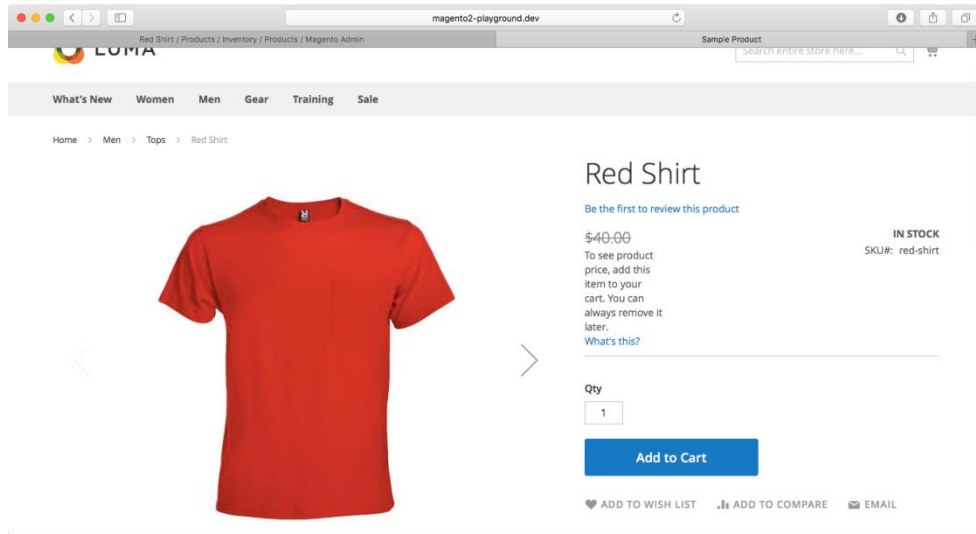 magento2-playground.dev
Red Shirt / Products / Inventory / Products / Magento Admin
Sample Product
LUMA
Search entire store here...
What's New Women Men Gear Training Sale
Home > Men > Tops > Red Shirt
Red Shirt
Be the first to review this product
$40.00
IN STOCK
To see product
SKU#: red-shirt
price, add this
item to your
cart. You can
always remove it
later.
What's this?
Qty
1
Add to Cart
ADD TO WISH LIST ADD TO COMPARE EMAIL